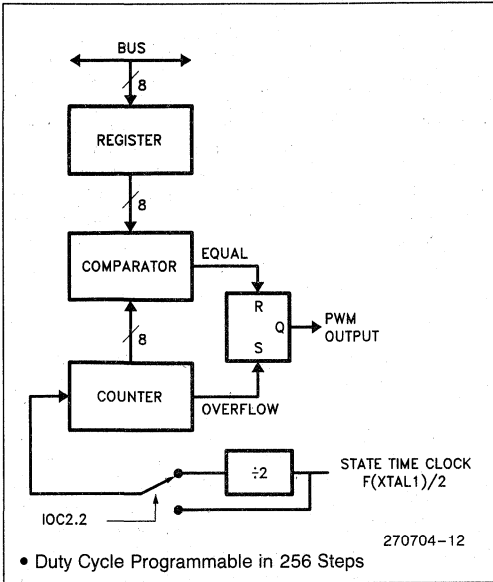 BUS
8
REGISTER
8
COMPARATOR
EQUAL
R
Q
PWM
OUTPUT
S
8
COUNTER
OVERFLOW
÷2
STATE TIME CLOCK
F(XTAL1)/2
IOC2.2
270704-12
• Duty Cycle Programmable in 256 Steps